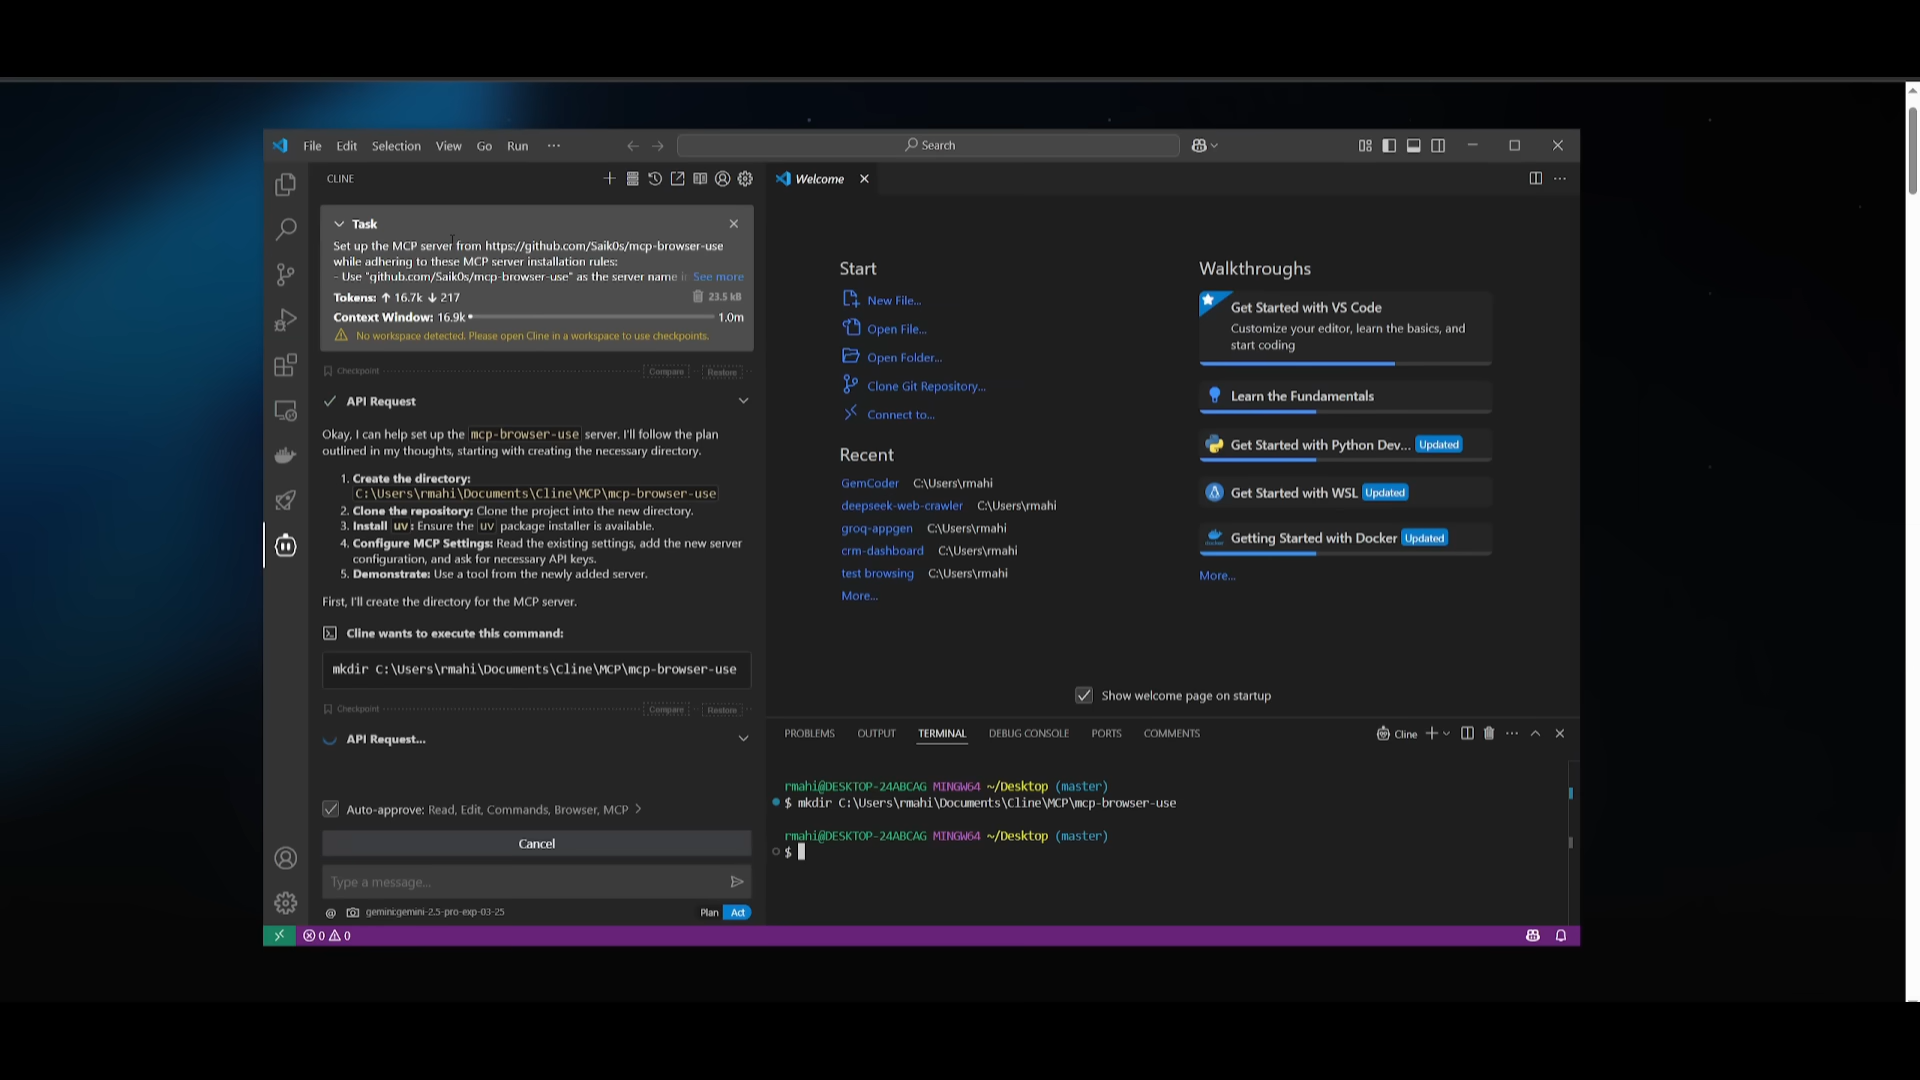 File Edit Selection View Go Run ···
Search
CLINE
Task
Set up the MCP server from https://github.com/Saik0s/mcp-browser-use
while adhering to these MCP server installation rules:
- Use "github.com/Saik0s/mcp-browser-use" as the server name i See more
Tokens: ↑ 16.7k ↓ 217 23.5 kB
Context Window: 16.9k 1.0m
No workspace detected. Please open Cline in a workspace to use checkpoints.
Checkpoint Compare Restore
API Request
Okay, I can help set up the mcp-browser-use server. I'll follow the plan
outlined in my thoughts, starting with creating the necessary directory.
1. Create the directory:
C:\Users\rmahi\Documents\Cline\MCP\mcp-browser-use
2. Clone the repository: Clone the project into the new directory.
3. Install uv: Ensure the uv package installer is available.
4. Configure MCP Settings: Read the existing settings, add the new server
configuration, and ask for necessary API keys.
5. Demonstrate: Use a tool from the newly added server.
First, I'll create the directory for the MCP server.
Cline wants to execute this command:
mkdir C:\Users\rmahi\Documents\Cline\MCP\mcp-browser-use
Checkpoint Compare Restore
API Request...
Auto-approve: Read, Edit, Commands, Browser, MCP
Cancel
Type a message...
@ gemini:gemini-2.5-pro-exp-03-25 Plan Act
0 0
Welcome
Start
New File...
Open File...
Open Folder...
Clone Git Repository...
Connect to...
Recent
GemCoder C:\Users\rmahi
deepseek-web-crawler C:\Users\rmahi
groq-appgen C:\Users\rmahi
crm-dashboard C:\Users\rmahi
test browsing C:\Users\rmahi
More...
Walkthroughs
Get Started with VS Code
Customize your editor, learn the basics, and
start coding
Learn the Fundamentals
Get Started with Python Dev... Updated
Get Started with WSL Updated
Getting Started with Docker Updated
More...
Show welcome page on startup
PROBLEMS OUTPUT TERMINAL DEBUG CONSOLE PORTS COMMENTS Cline
rmahi@DESKTOP-24ABCAG MINGW64 ~/Desktop (master)
$ mkdir C:\Users\rmahi\Documents\Cline\MCP\mcp-browser-use
rmahi@DESKTOP-24ABCAG MINGW64 ~/Desktop (master)
$